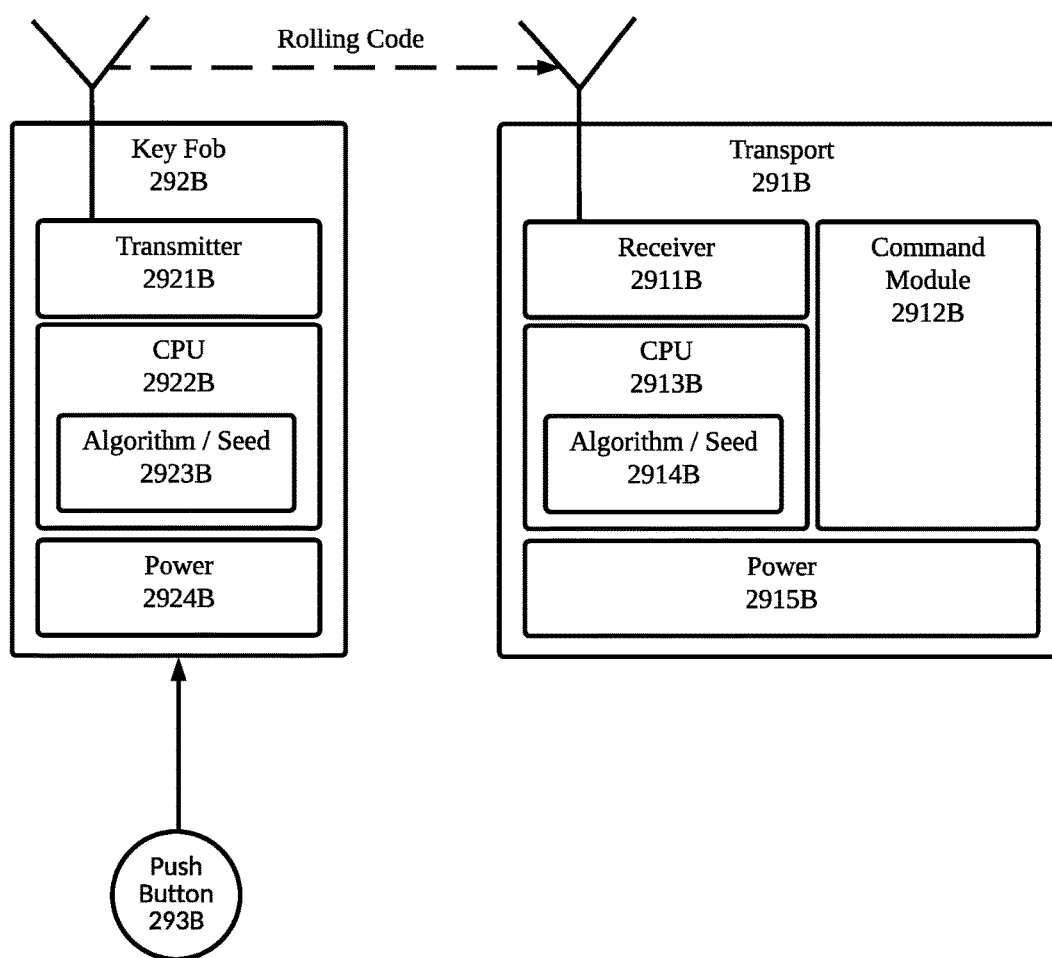 Rolling Code
Key Fob
292B
Transmitter
2921B
CPU
2922B
Algorithm / Seed
2923B
Power
2924B
Push
Button
293B
Transport
291B
Receiver
2911B
Command
Module
2912B
CPU
2913B
Algorithm / Seed
2914B
Power
2915B